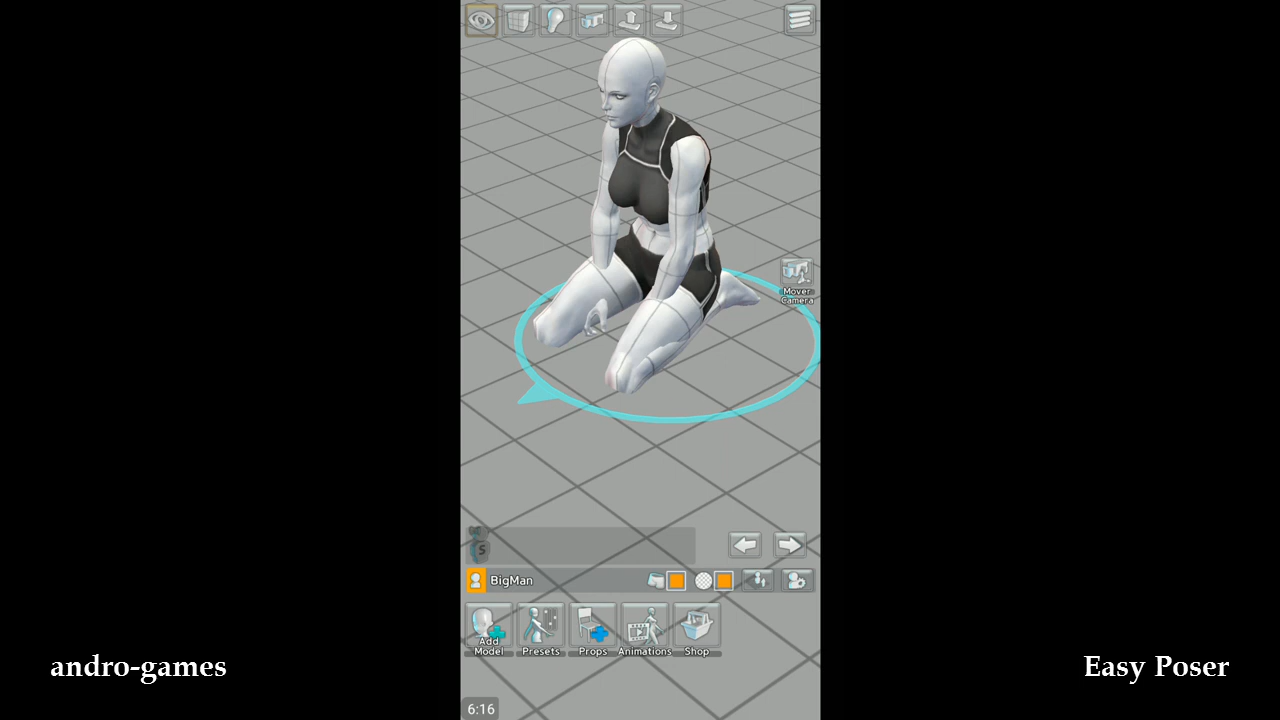 Mover
Camera
S
BigMan
Add
Model
Presets
Props
Animations
Shop
andro-games
Easy Poser
6:16